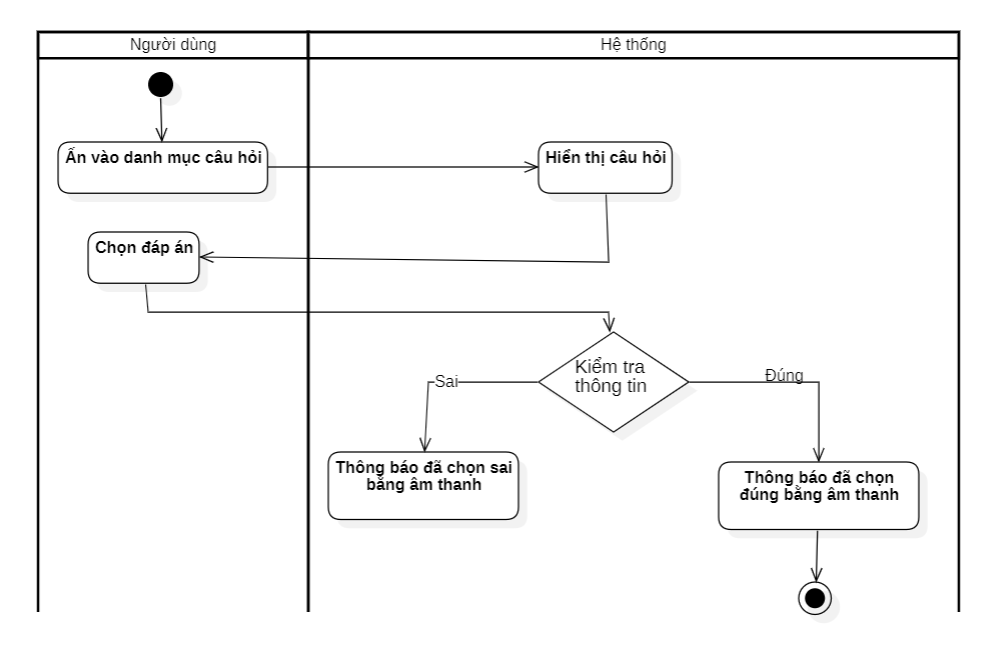 Người dùng
Hệ thống
Ấn vào danh mục câu hỏi
Hiển thị câu hỏi
Chọn đáp án
Kiểm tra
thông tin
Sai
Đúng
Thông báo đã chọn sai
bằng âm thanh
Thông báo đã chọn
đúng bằng âm thanh